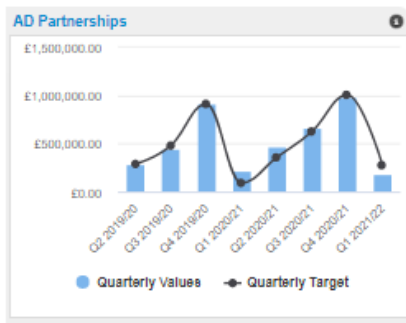 AD Partnerships
£1,500,000.00
£1,000,000.00
£500,000.00
£0.00
Q2 2019/20
Q3 2019/20
Q4 2019/20
Q1 2020/21
Q2 2020/21
Q3 2020/21
Q4 2020/21
Q1 2021/22
Quarterly Values
Quarterly Target